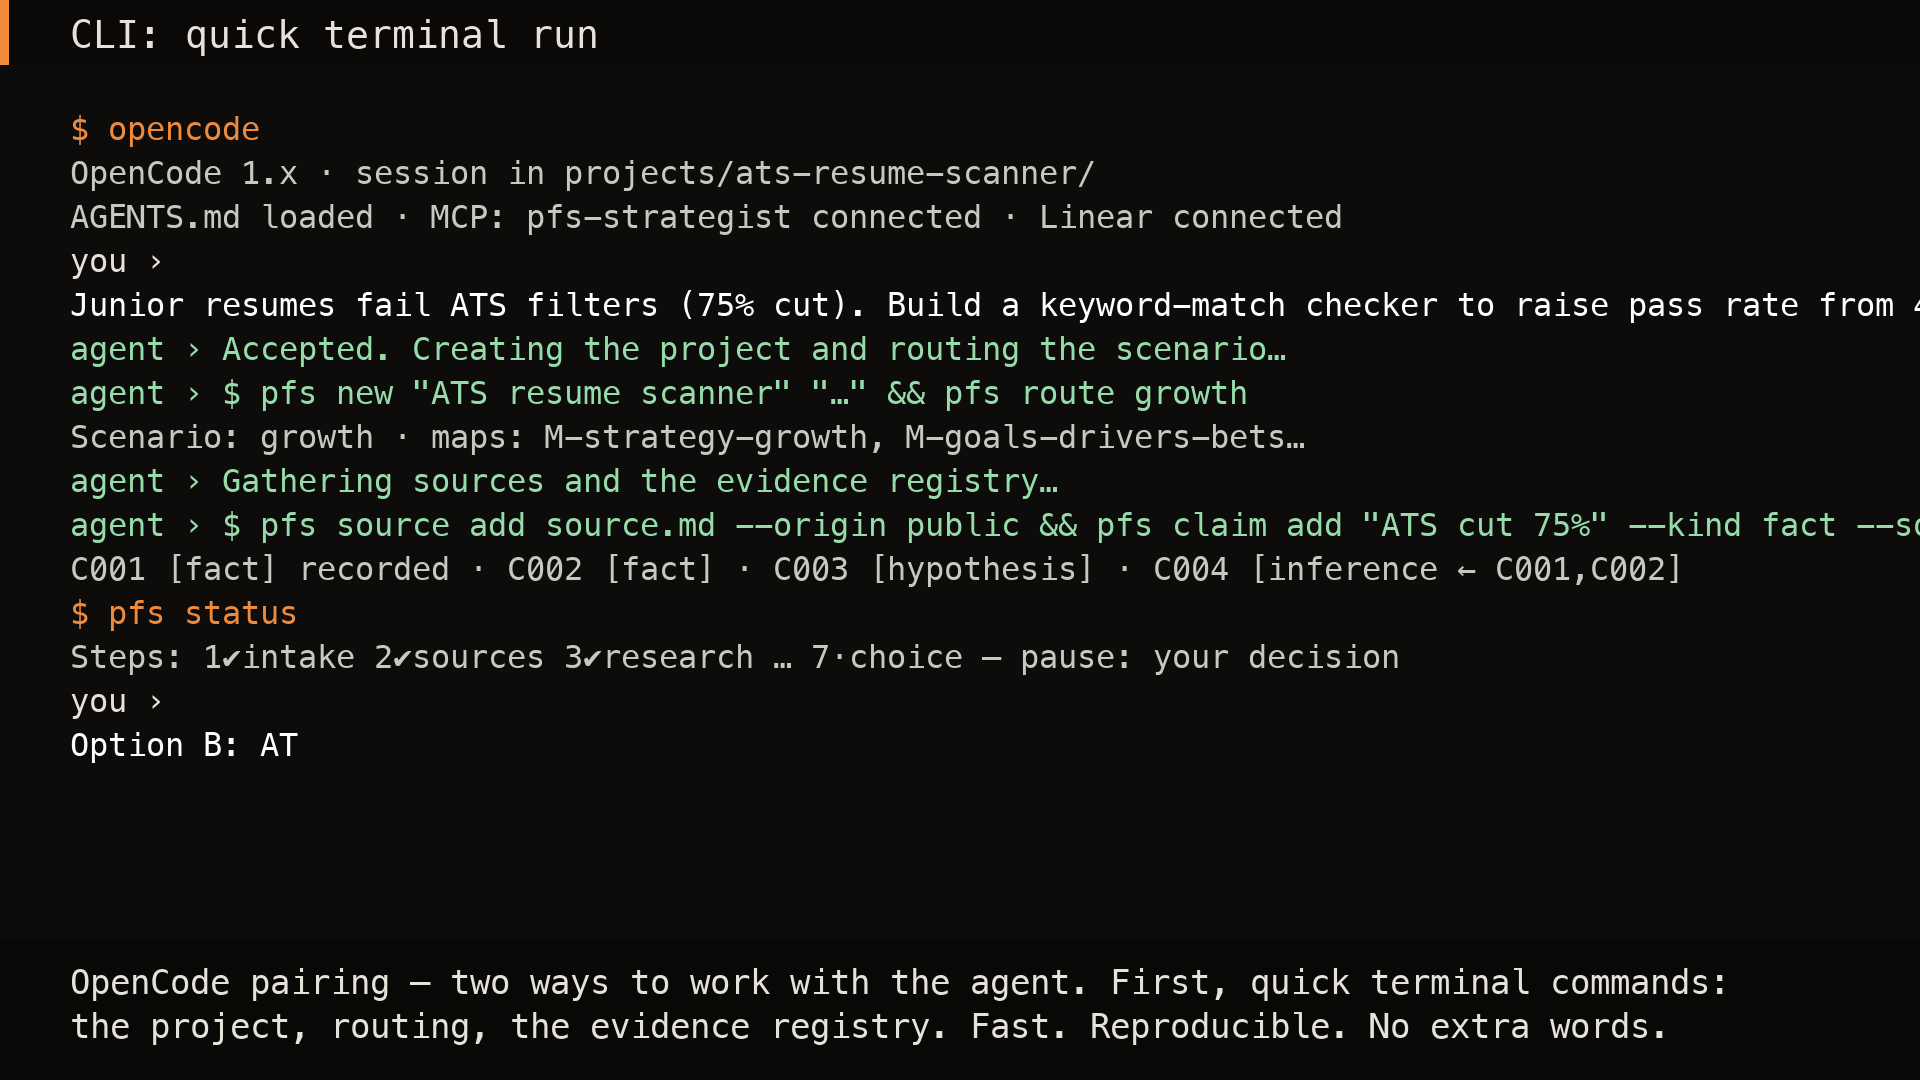 CLI: quick terminal run
$ opencode
OpenCode 1.x · session in projects/ats-resume-scanner/
AGENTS.md loaded · MCP: pfs-strategist connected · Linear connected
you ›
Junior resumes fail ATS filters (75% cut). Build a keyword-match checker to raise pass rate from
agent › Accepted. Creating the project and routing the scenario…
agent › $ pfs new "ATS resume scanner" "…" && pfs route growth
Scenario: growth · maps: M-strategy-growth, M-goals-drivers-bets…
agent › Gathering sources and the evidence registry…
agent › $ pfs source add source.md --origin public && pfs claim add "ATS cut 75%" --kind fact
C001 [fact] recorded · C002 [fact] · C003 [hypothesis] · C004 [inference ← C001,C002]
$ pfs status
Steps: 1✔intake 2✔sources 3✔research … 7·choice — pause: your decision
you ›
Option B: AT
OpenCode pairing — two ways to work with the agent. First, quick terminal commands:
the project, routing, the evidence registry. Fast. Reproducible. No extra words.